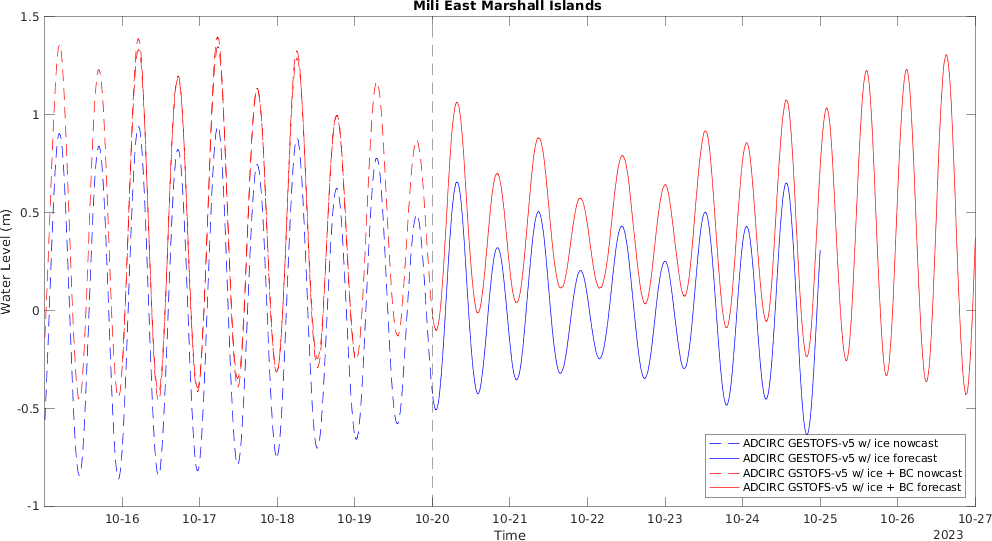 Mili East Marshall Islands
1.5
1
0.5
0
-0.5
-1
Water Level (m)
10-16 10-17 10-18 10-19 10-20 10-21 10-22 10-23 10-24 10-25 10-26 10-27
Time
2023
ADCIRC GESTOFS-v5 w/ ice nowcast
ADCIRC GESTOFS-v5 w/ ice forecast
ADCIRC GSTOFS-v5 w/ ice + BC nowcast
ADCIRC GSTOFS-v5 w/ ice + BC forecast